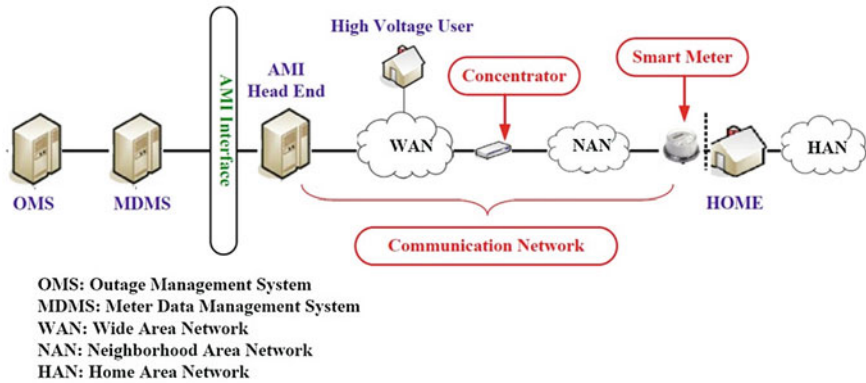 High Voltage User
AMI
Head End
Concentrator
Smart Meter
AMI Interface
WAN
NAN
HAN
OMS
MDMS
HOME
Communication Network
OMS: Outage Management System
MDMS: Meter Data Management System
WAN: Wide Area Network
NAN: Neighborhood Area Network
HAN: Home Area Network